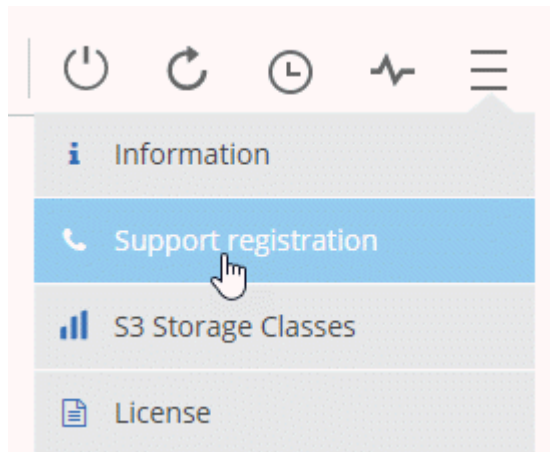 Information
Support registration
S3 Storage Classes
License